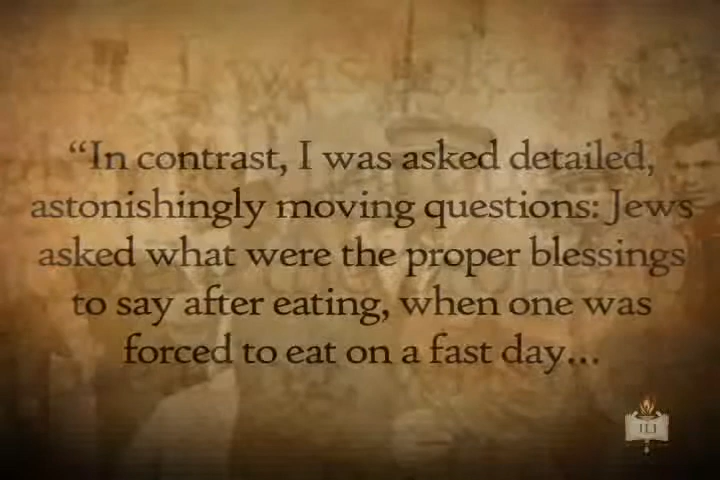 “In contrast, I was asked detailed,
astonishingly moving questions: Jews
asked what were the proper blessings
to say after eating, when one was
forced to eat on a fast day...